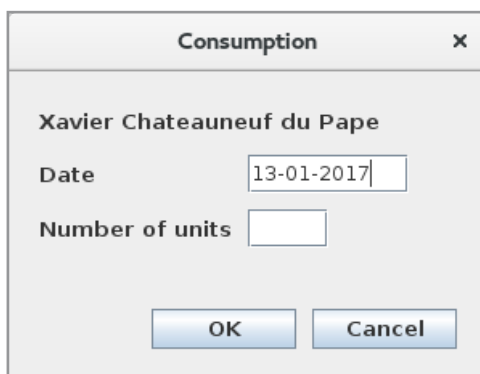 Consumption ×
Xavier Chateauneuf du Pape
Date 13-01-2017
Number of units
OK Cancel